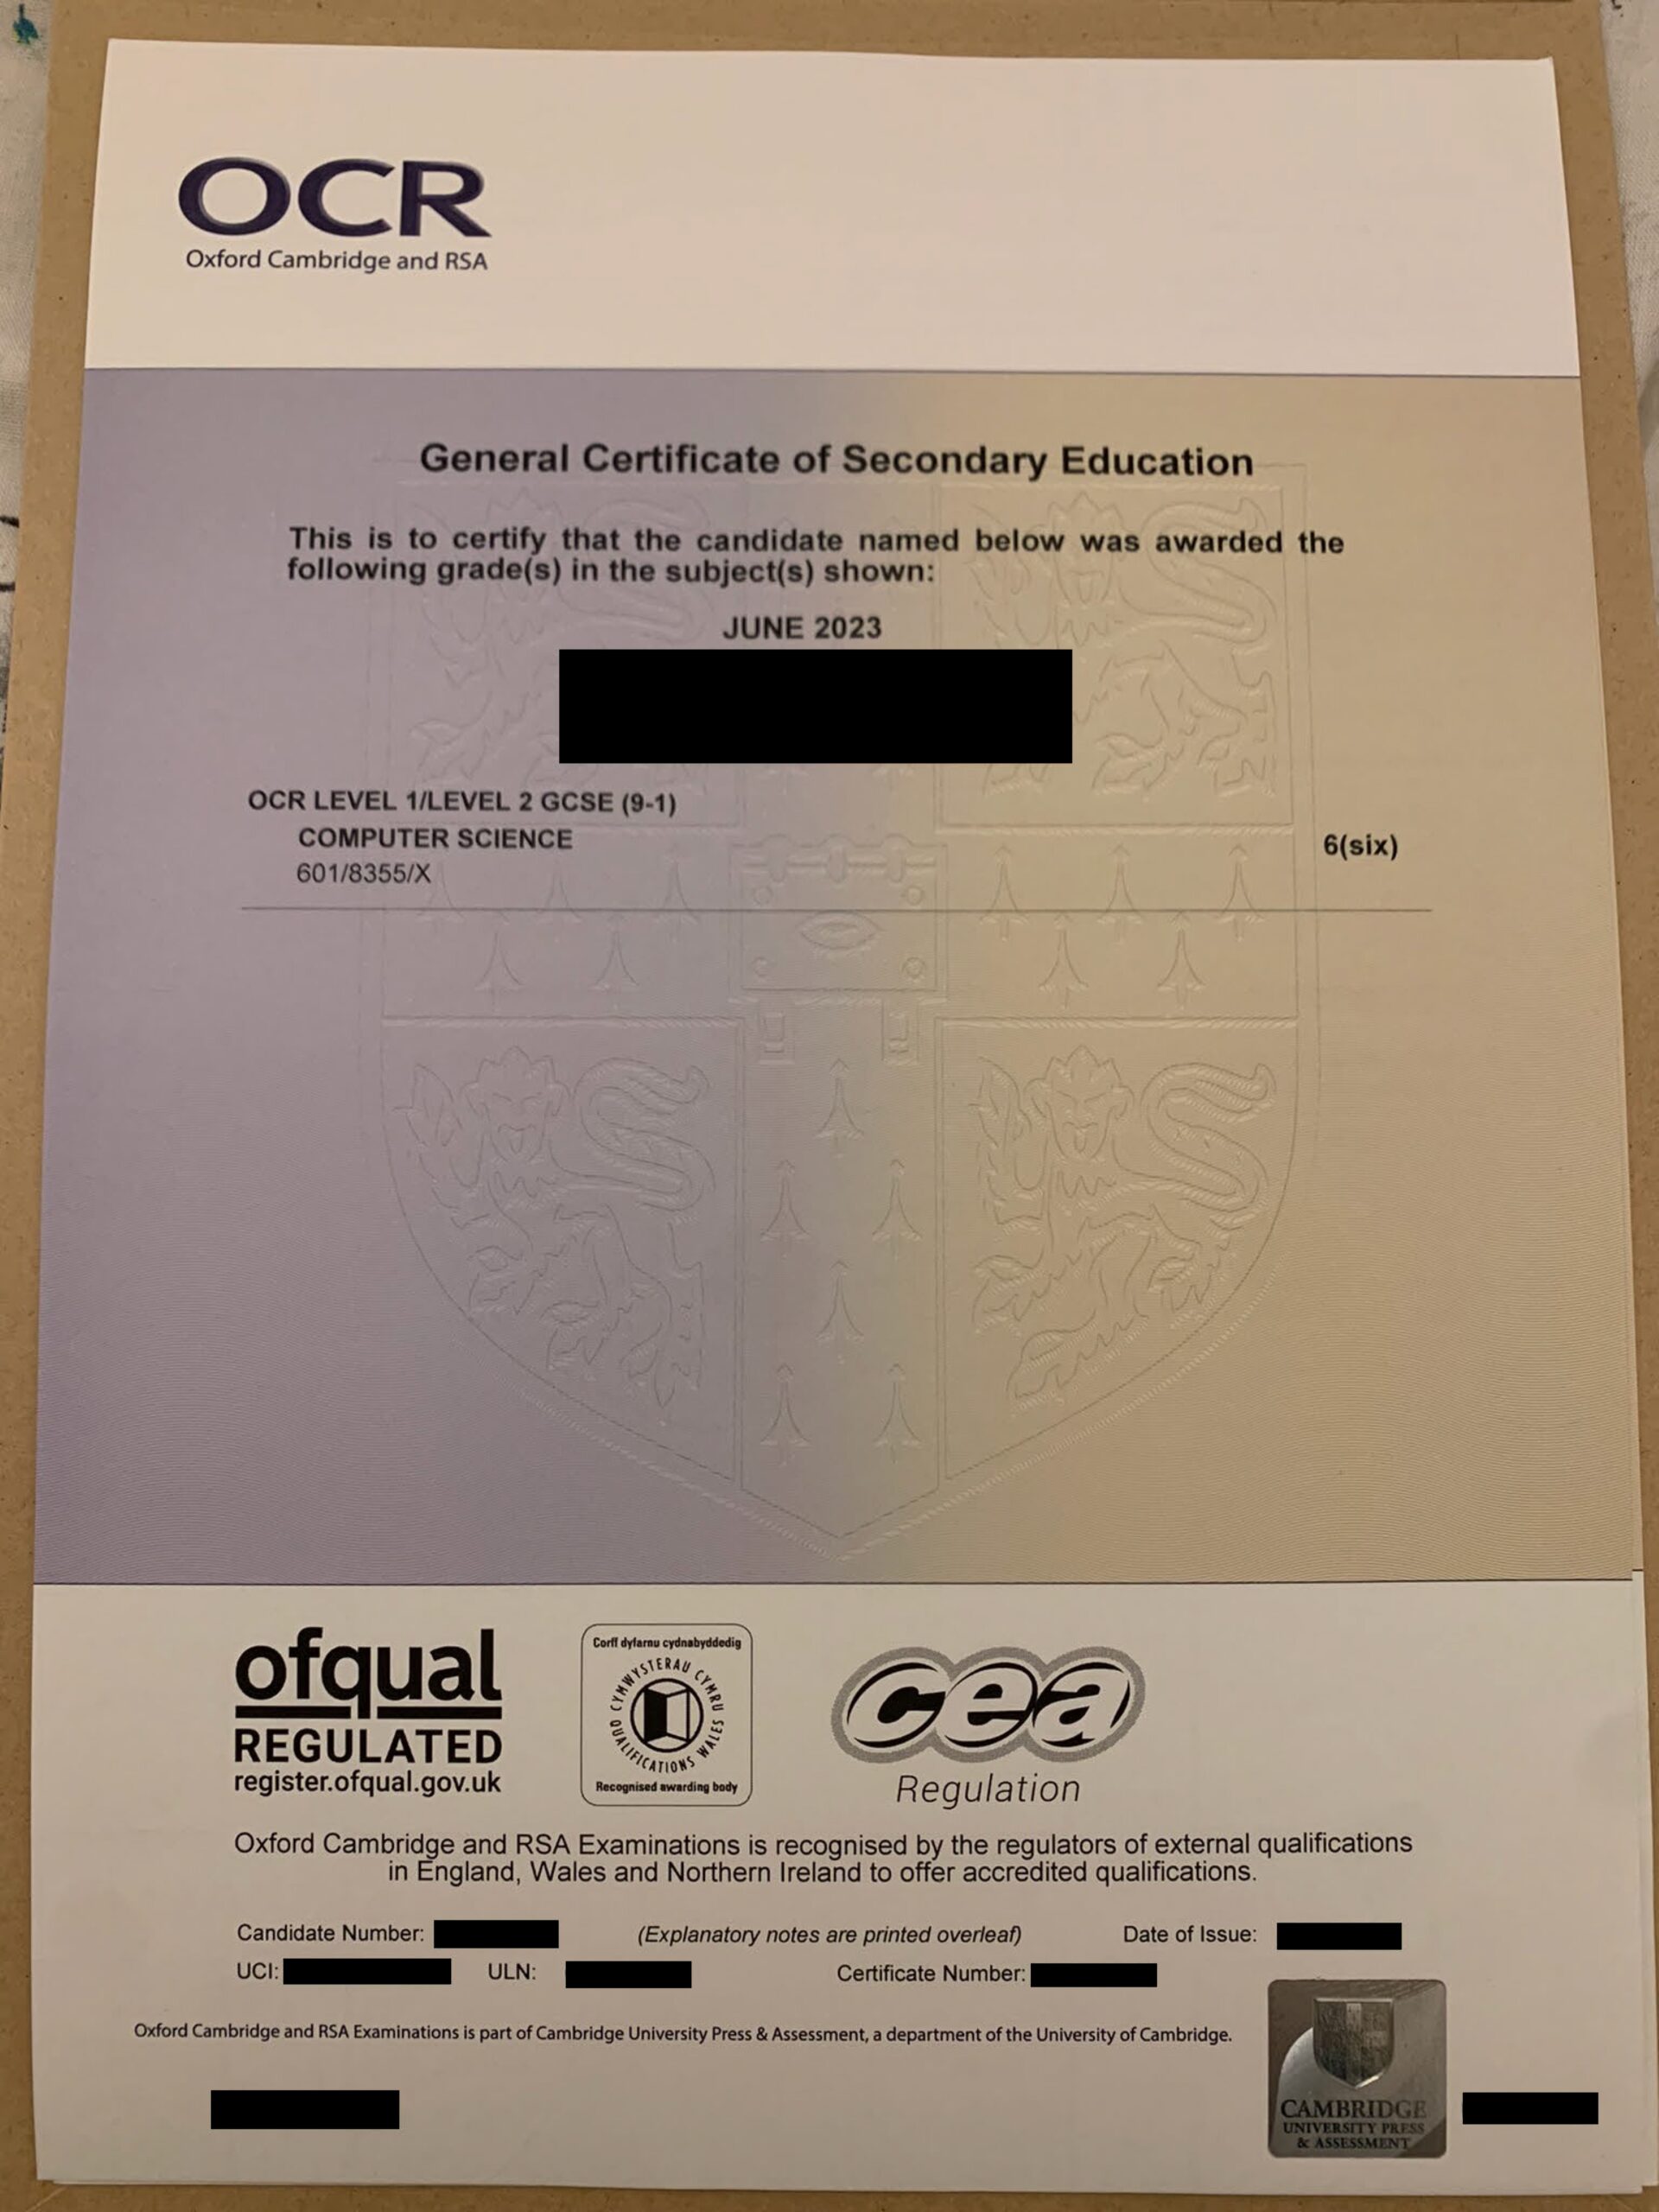 OCR
Oxford Cambridge and RSA
General Certificate of Secondary Education
This is to certify that the candidate named below was awarded the
following grade(s) in the subject(s) shown:
JUNE 2023
OCR LEVEL 1/LEVEL 2 GCSE (9-1)
COMPUTER SCIENCE 6(six)
601/8355/X
ofqual
REGULATED
register.ofqual.gov.uk
Corff dyfarnu cydnabyddedig
CYMWYSTERAU CYMRU
QUALIFICATIONS WALES
Recognised awarding body
cea
Regulation
Oxford Cambridge and RSA Examinations is recognised by the regulators of external qualifications
in England, Wales and Northern Ireland to offer accredited qualifications.
Candidate Number: (Explanatory notes are printed overleaf) Date of Issue:
UCI: ULN: Certificate Number:
Oxford Cambridge and RSA Examinations is part of Cambridge University Press & Assessment, a department of the University of Cambridge.
CAMBRIDGE
UNIVERSITY PRESS
& ASSESSMENT